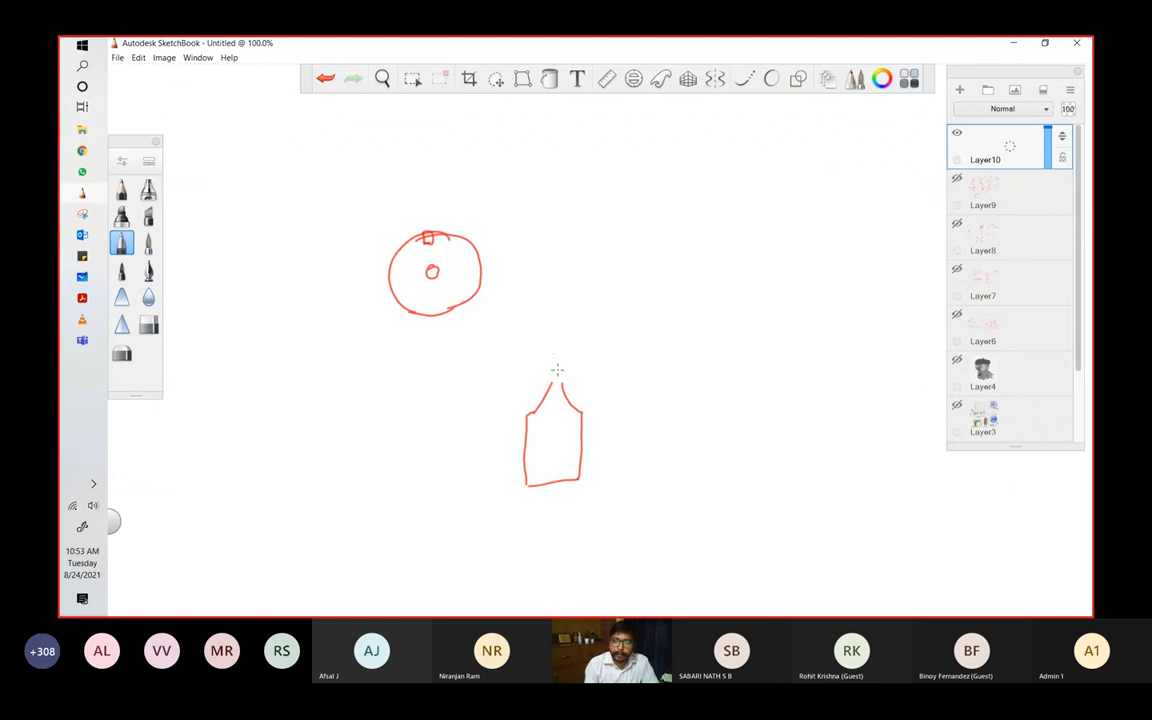 Autodesk SketchBook - Untitled @ 100.0%
File Edit Image Window Help
Normal
100
Layer10
Layer9
Layer8
Layer7
Layer6
Layer4
Layer3
10:53 AM
Tuesday
8/24/2021
+308
AL
VV
MR
RS
AJ
Afsal J
NR
Niranjan Ram
SB
SABARI NATH S B
RK
Rohit Krishna (Guest)
BF
Binoy Fernandez (Guest)
A1
Admin 1